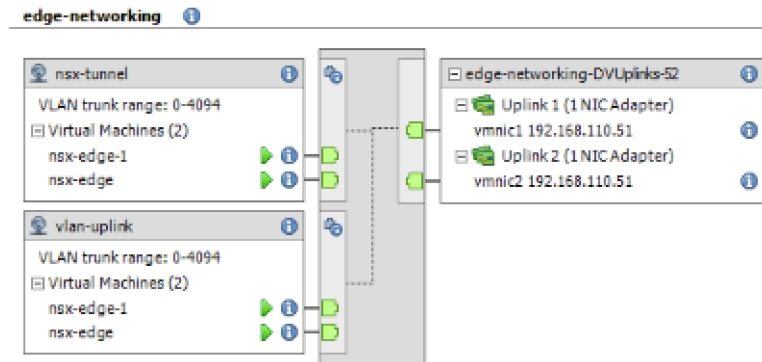 edge-networking
nsx-tunnel
VLAN trunk range: 0-4094
Virtual Machines (2)
nsx-edge-1
nsx-edge
vlan-uplink
VLAN trunk range: 0-4094
Virtual Machines (2)
nsx-edge-1
nsx-edge
edge-networking-DVUplinks-52
Uplink 1 (1 NIC Adapter)
vmnic1 192.168.110.51
Uplink 2 (1 NIC Adapter)
vmnic2 192.168.110.51